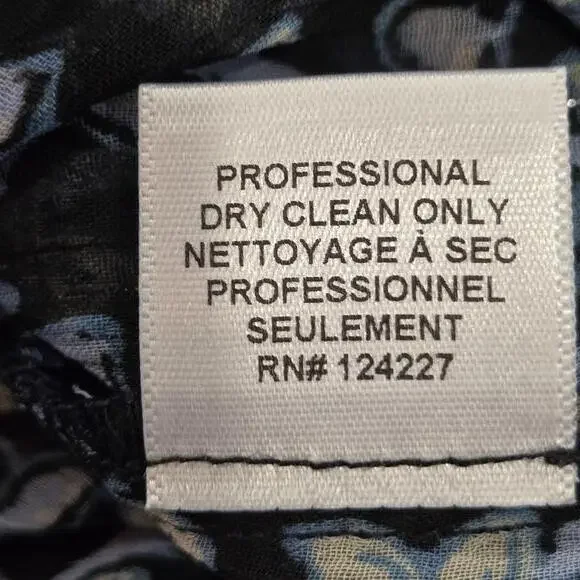 PROFESSIONAL
DRY CLEAN ONLY
NETTOYAGE À SEC
PROFESSIONNEL
SEULEMENT
RN# 124227